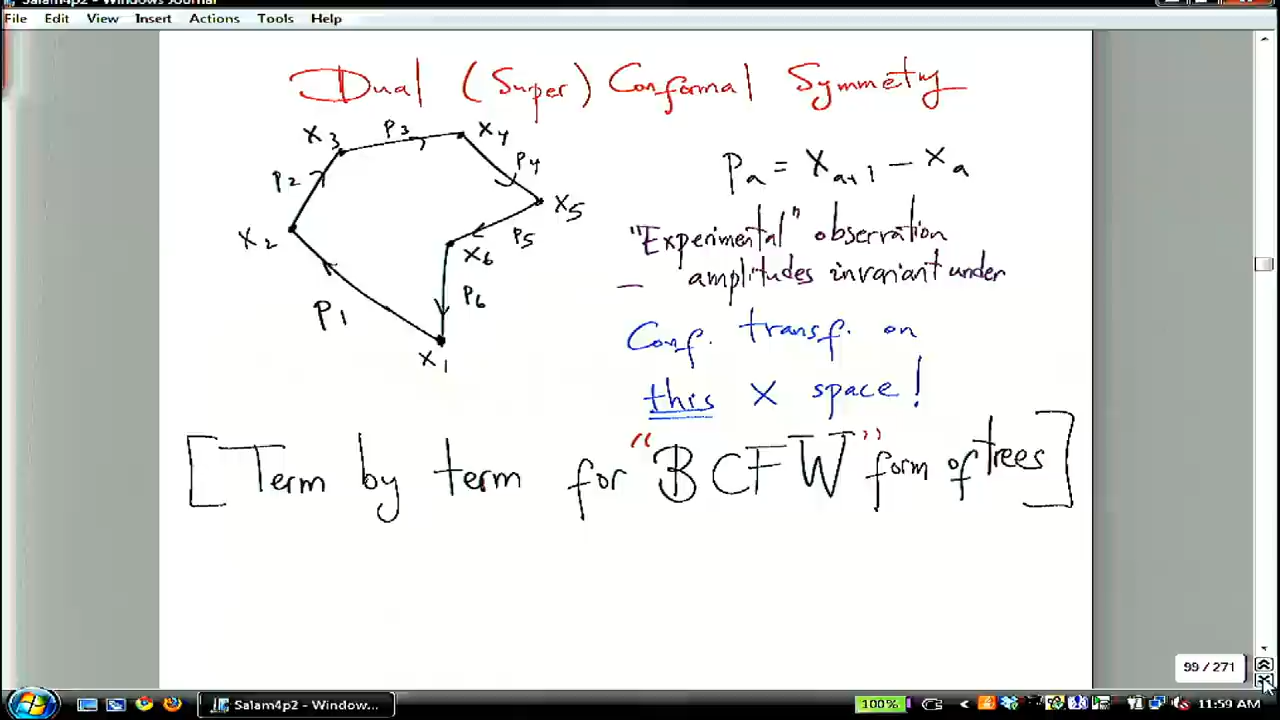 Salam4p2 - Windows Journal
File Edit View Insert Actions Tools Help
Dual (Super) Conformal Symmetry
x3 p3 x4
p2 p4
x2 x5
p5
x6
p1 p6
x1
Pa = Xa+1 - Xa
"Experimental" observation
— amplitudes invariant under
Conf. transf. on
this X space!
[Term by term for "BCFW" form of trees]
99 / 271
Salam4p2 - Window...
100%
11:59 AM